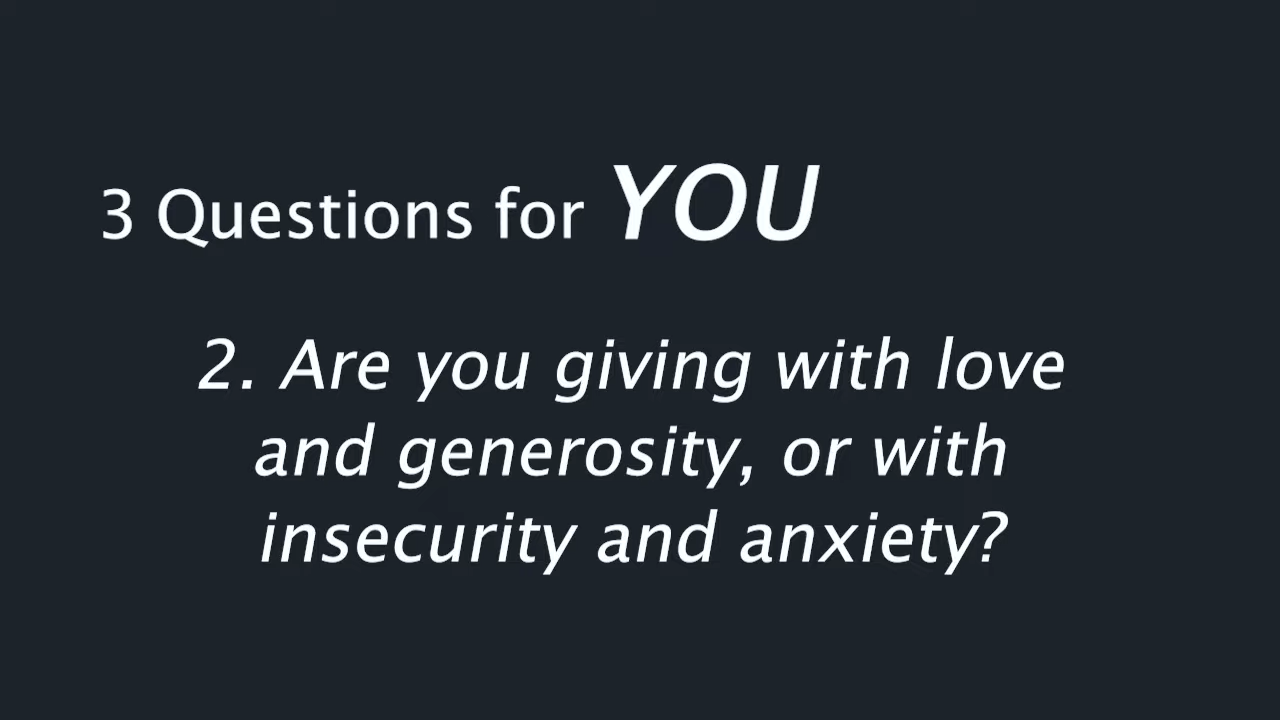 3 Questions for YOU
2. Are you giving with love
and generosity, or with
insecurity and anxiety?